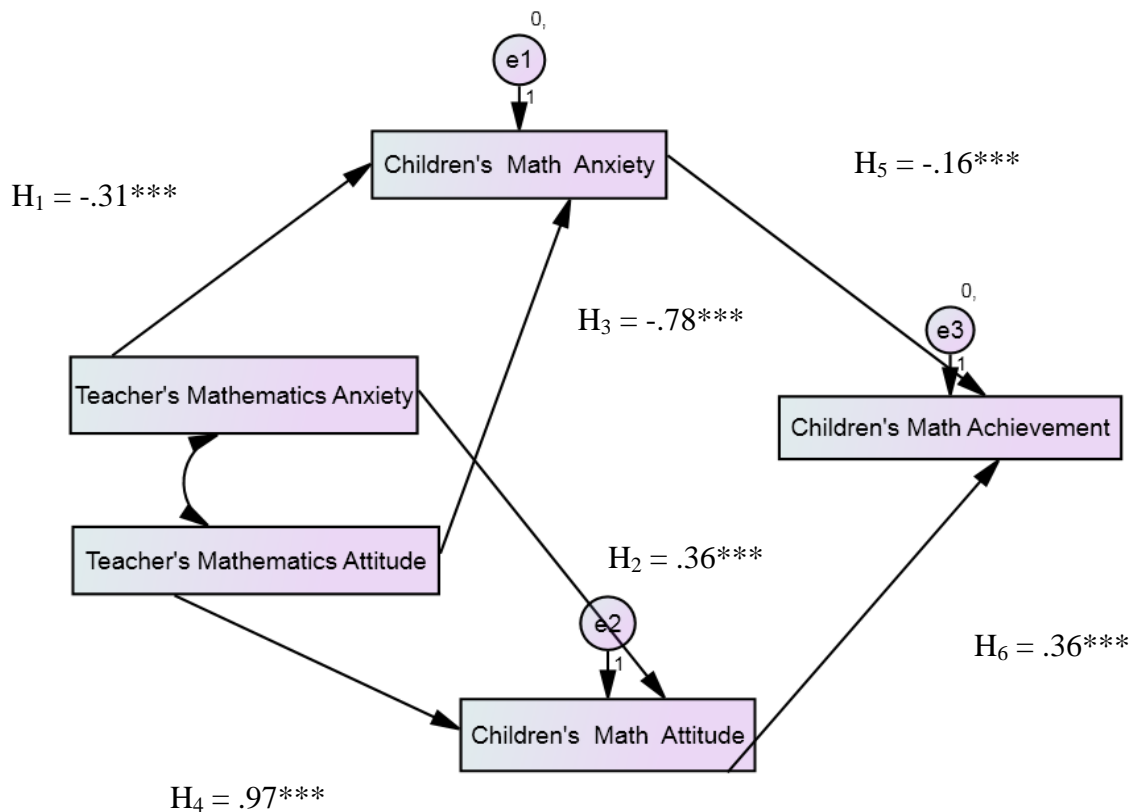 0,
e1
1
Children's Math Anxiety
H₁ = -.31***
H₅ = -.16***
H₃ = -.78***
0,
e3
1
Teacher's Mathematics Anxiety
Children's Math Achievement
Teacher's Mathematics Attitude
H₂ = .36***
e2
1
H₆ = .36***
Children's Math Attitude
H₄ = .97***